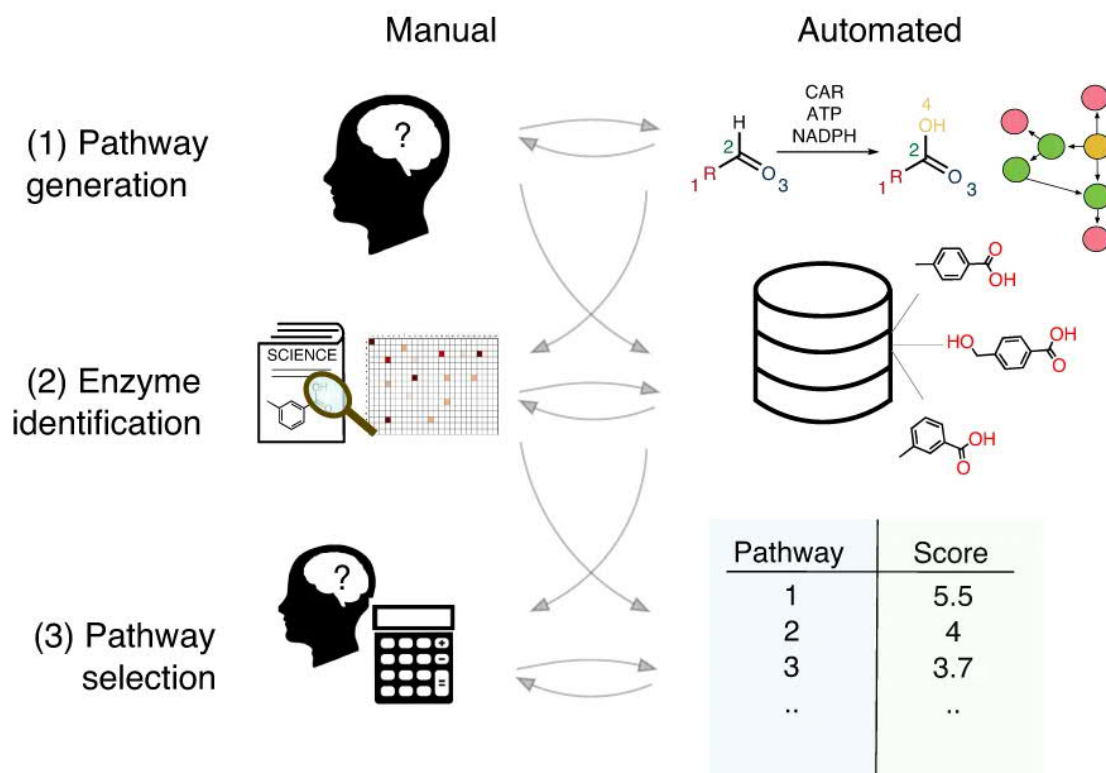 Manual
Automated
(1) Pathway
generation
?
CAR
ATP
NADPH
H
2
R
1
O
3
4
OH
2
R
1
O
3
(2) Enzyme
identification
SCIENCE
OH
O
OH
HO
O
OH
OH
O
(3) Pathway
selection
?
+
−
=
Pathway Score
1 5.5
2 4
3 3.7
.. ..